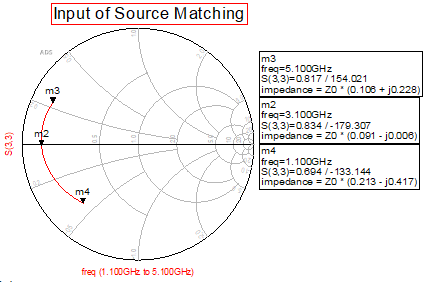 Input of Source Matching
ADS
m3
m2
m4
S(3,3)
freq (1.100GHz to 5.100GHz)
m3
freq=5.100GHz
S(3,3)=0.817 / 154.021
impedance = Z0 * (0.106 + j0.228)
m2
freq=3.100GHz
S(3,3)=0.834 / -179.307
impedance = Z0 * (0.091 - j0.006)
m4
freq=1.100GHz
S(3,3)=0.694 / -133.144
impedance = Z0 * (0.213 - j0.417)